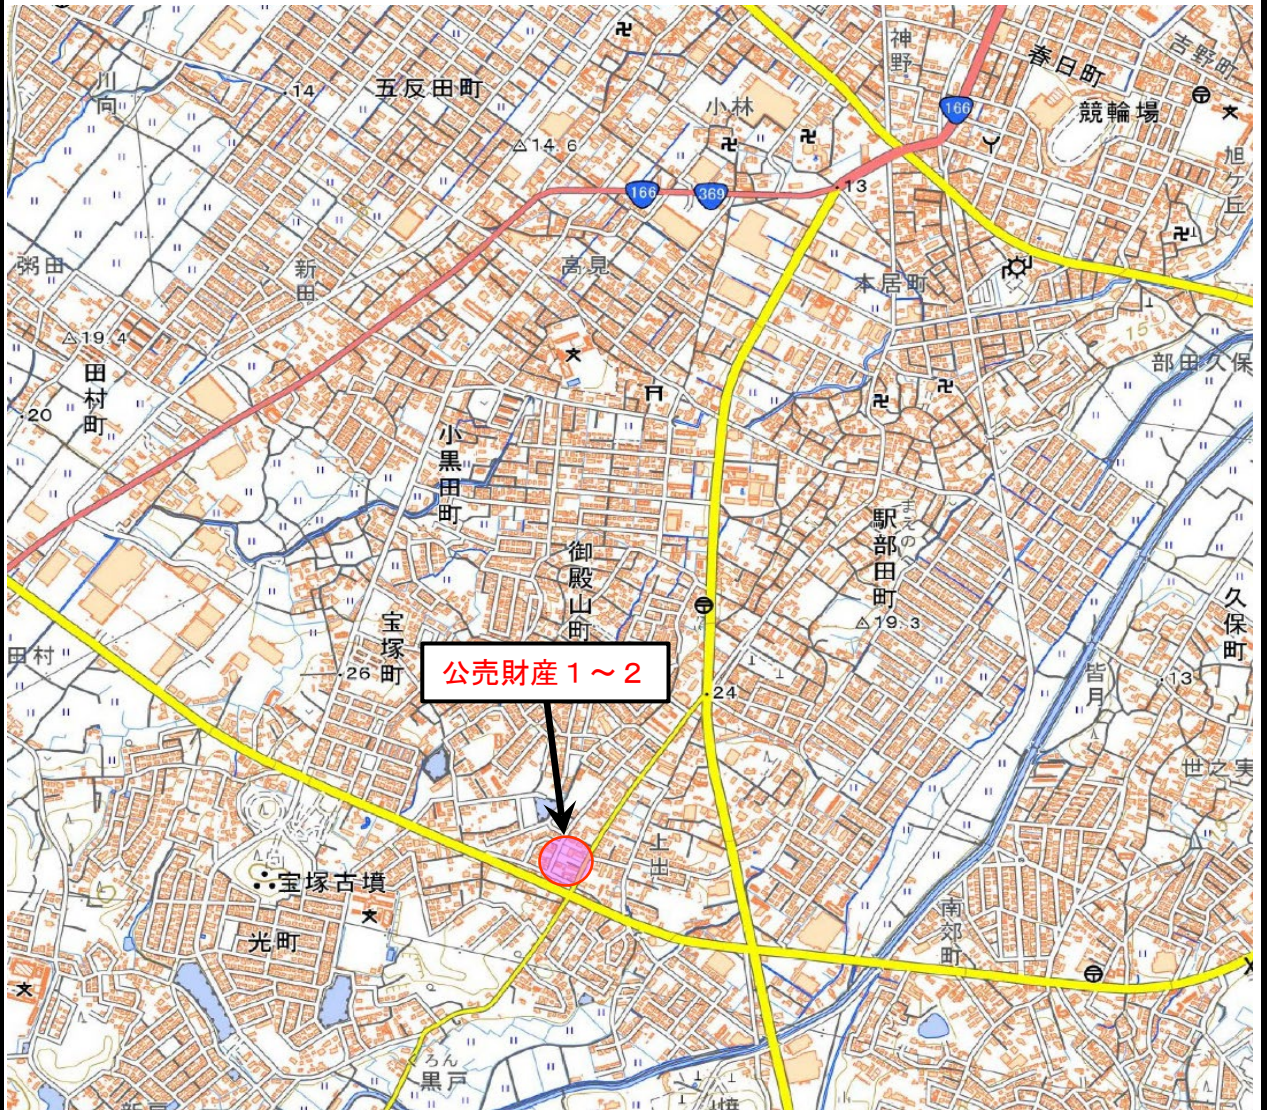 神野
春日町
吉野町
川向
14
五反田町
小林
166
競輪場
14.6
旭ケ丘
166
369
13
粥田
新田
高見
本居町
19.4
15
部田久保
田村町
20
小黒田町
駅部田町
まえのへ
御殿山町
久保町
宝塚町
19.3
田村
26
公売財産1～2
24
皆月
13
世之実
上出
宝塚古墳
光町
南郊町
くろん
黒戸